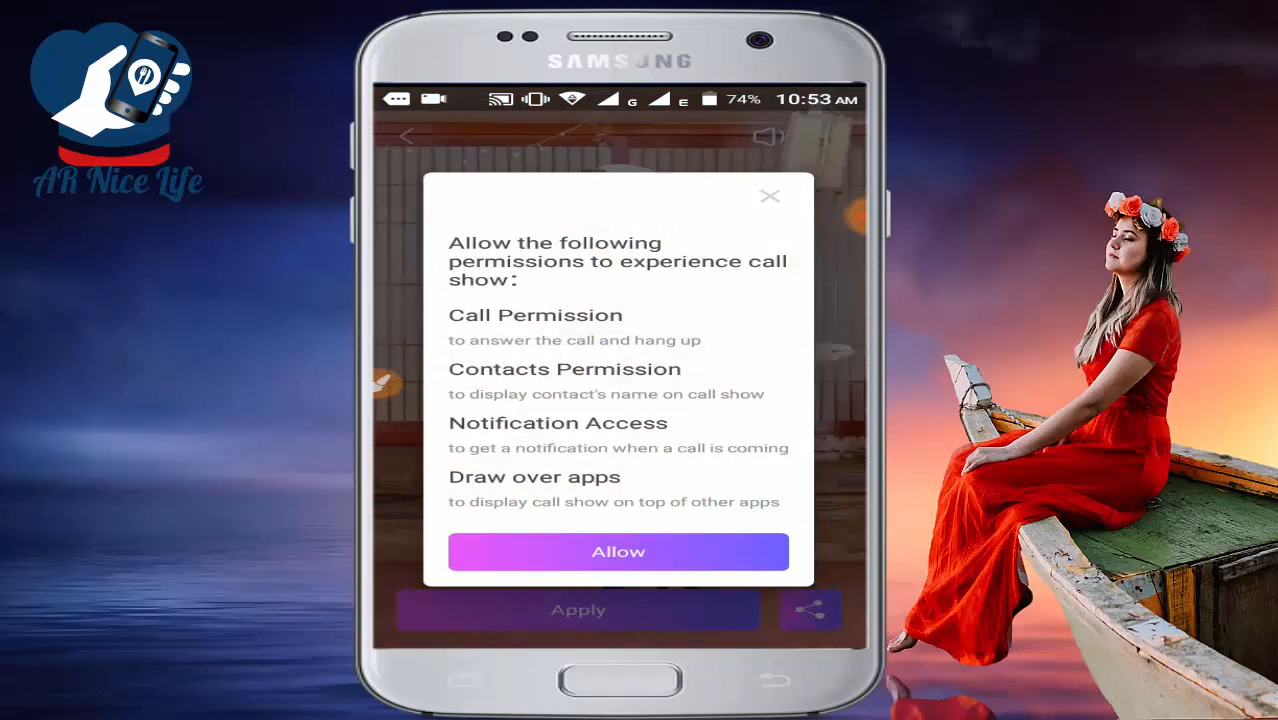 SAMSUNG
G E 74% 10:53 AM
AR Nice Life
Allow the following
permissions to experience call
show:
Call Permission
to answer the call and hang up
Contacts Permission
to display contact's name on call show
Notification Access
to get a notification when a call is coming
Draw over apps
to display call show on top of other apps
Allow
Apply